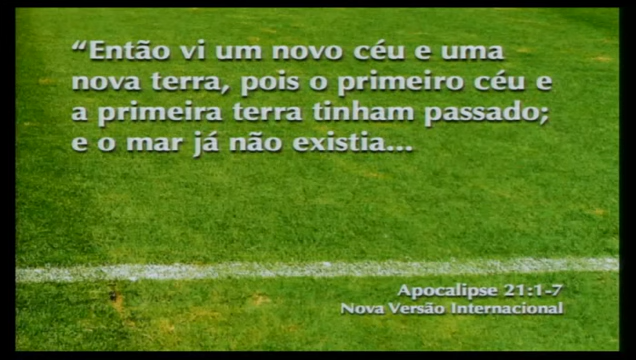 “Então vi um novo céu e uma
nova terra, pois o primeiro céu e
a primeira terra tinham passado;
e o mar já não existia...
Apocalipse 21:1-7
Nova Versão Internacional